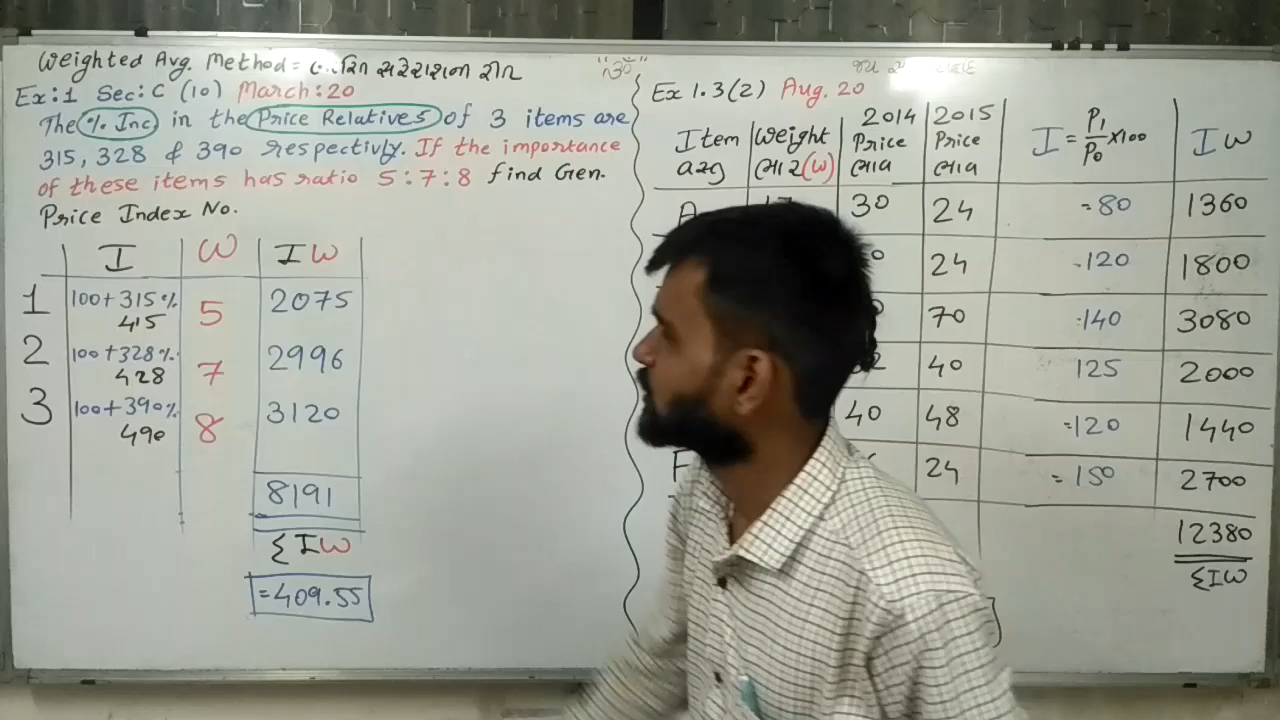 Weighted Avg. Method = ભારિત સરેરાશની રીત
Ex:1 Sec:C (10) March:20
The % Inc in the Price Relatives of 3 items are
315, 328 & 390 respectivly. If the importance
of these items has ratio 5:7:8 find Gen.
Price Index No.
I W IW
1 100+315% 5 2075
415
2 100+328% 7 2996
428
3 100+390% 8 3120
490
8191
ΣIW
=409.55
Ex 1.3(2) Aug. 20
Item Weight 2014 Price 2015 Price I = P1/P0 ×100 IW
ભાર (W) ભાવ ભાવ
A 17 30 24 =80 1360
24 120 1800
70 140 3080
40 125 2000
40 48 =120 1440
F 24 =150 2700
12380
ΣIW